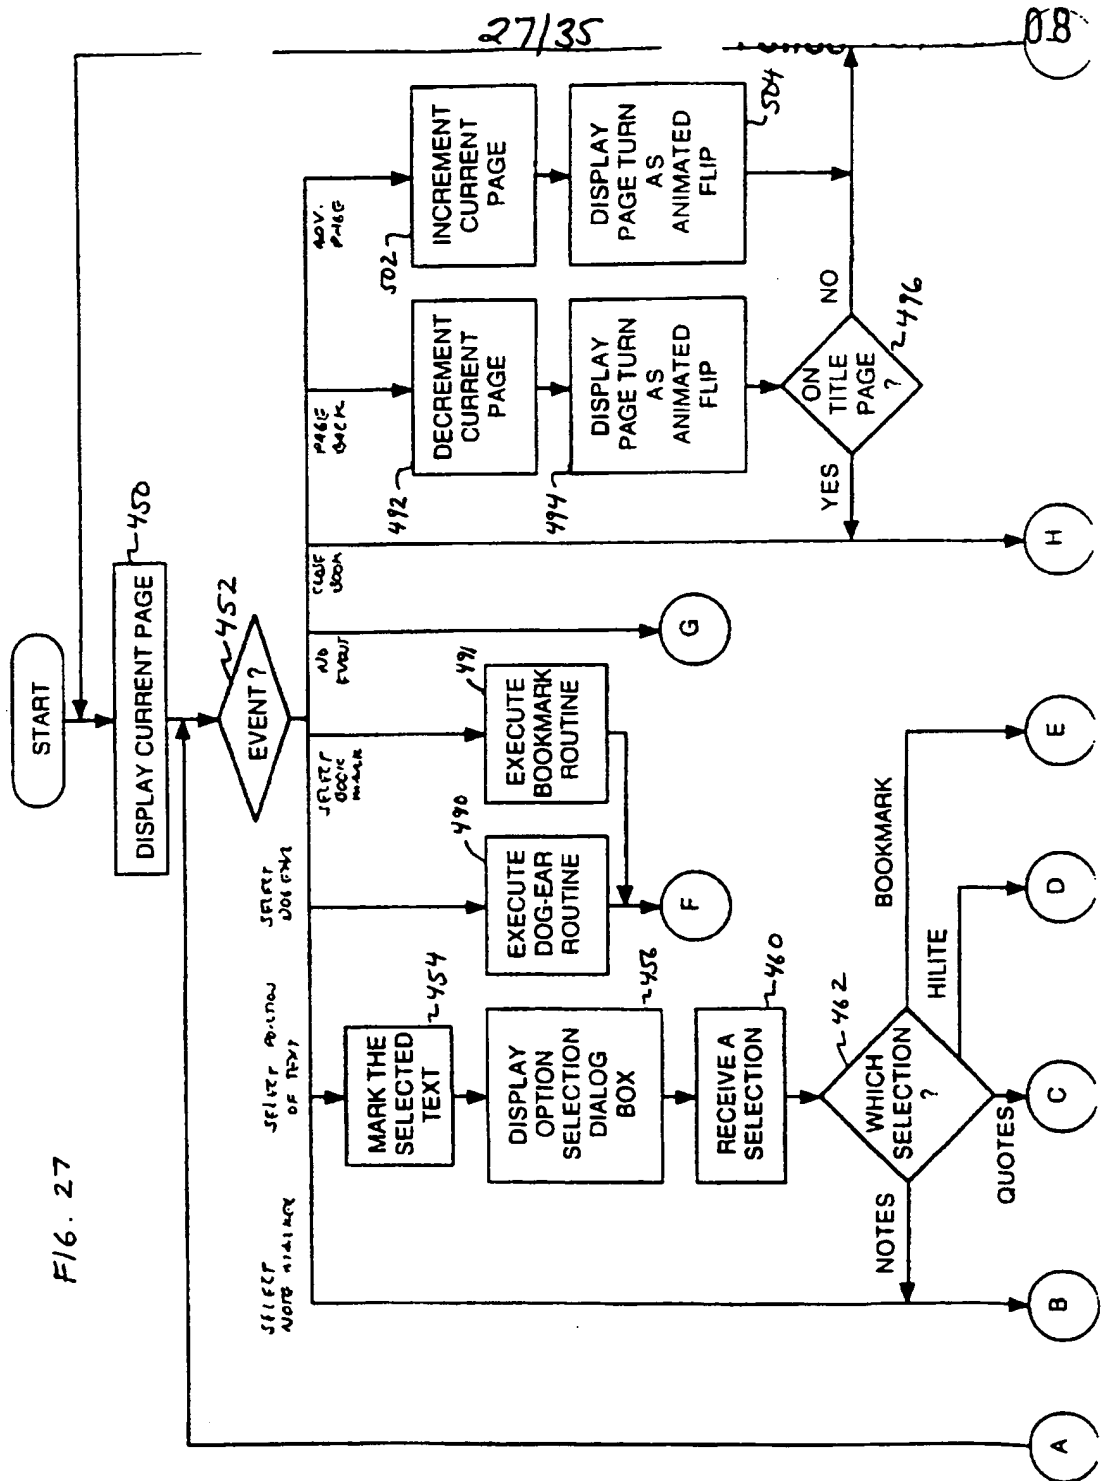 27/35
FIG. 27
START
DISPLAY CURRENT PAGE
450
EVENT ?
452
SELECT
NOTE MARKER
SELECT PORTION
OF TEXT
SELECT
DOG EAR
SELECT
BOOK
MARK
NO
EVENT
CLOSE
BOOK
PAGE
BACK
ADV.
PAGE
MARK THE
SELECTED
TEXT
454
DISPLAY
OPTION
SELECTION
DIALOG
BOX
RECEIVE A
SELECTION
460
WHICH
SELECTION
?
462
NOTES
QUOTES
HILITE
BOOKMARK
490
EXECUTE
DOG-EAR
ROUTINE
491
EXECUTE
BOOKMARK
ROUTINE
492
DECREMENT
CURRENT
PAGE
494
DISPLAY
PAGE TURN
AS
ANIMATED
FLIP
ON
TITLE
PAGE
?
496
YES
NO
502
INCREMENT
CURRENT
PAGE
DISPLAY
PAGE TURN
AS
ANIMATED
FLIP
504
A
B
C
D
E
F
G
H
08